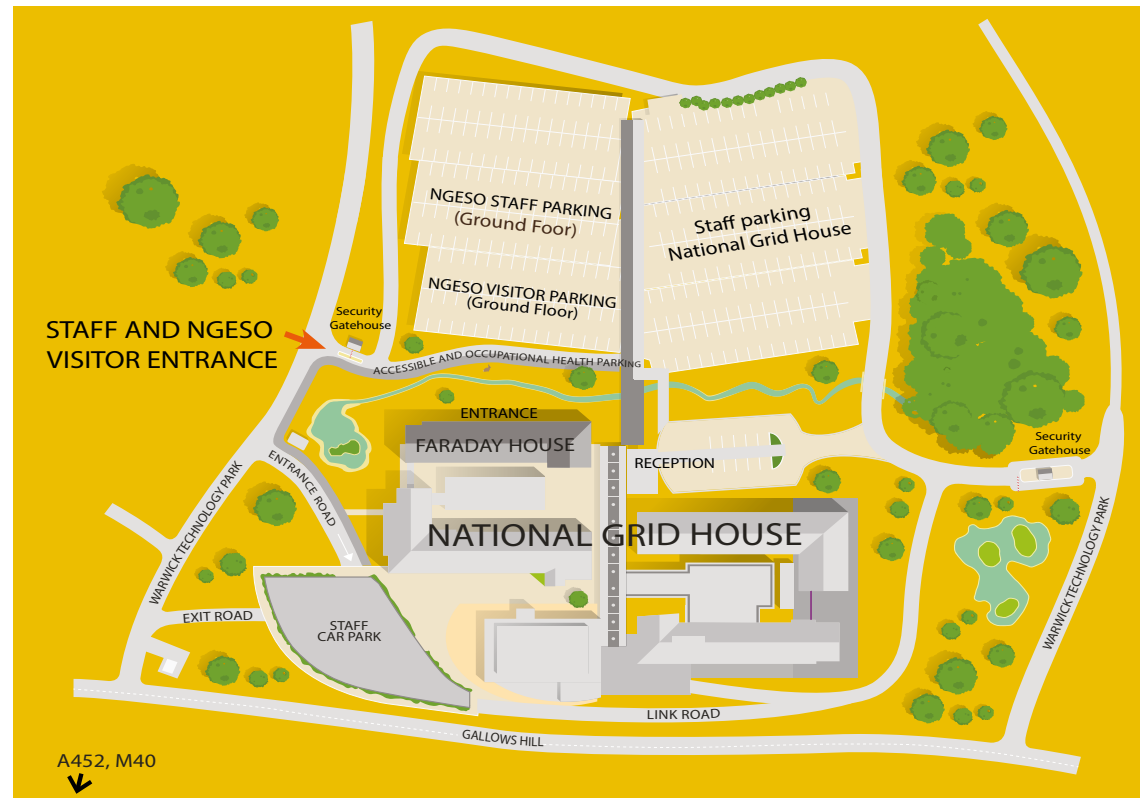 NGESO STAFF PARKING
(Ground Foor)
Staff parking
National Grid House
NGESO VISITOR PARKING
(Ground Floor)
Security
Gatehouse
STAFF AND NGESO
VISITOR ENTRANCE
ACCESSIBLE AND OCCUPATIONAL HEALTH PARKING
ENTRANCE
FARADAY HOUSE
RECEPTION
Security
Gatehouse
ENTRANCE ROAD
WARWICK TECHNOLOGY PARK
NATIONAL GRID HOUSE
WARWICK TECHNOLOGY PARK
EXIT ROAD
STAFF
CAR PARK
LINK ROAD
GALLOWS HILL
A452, M40